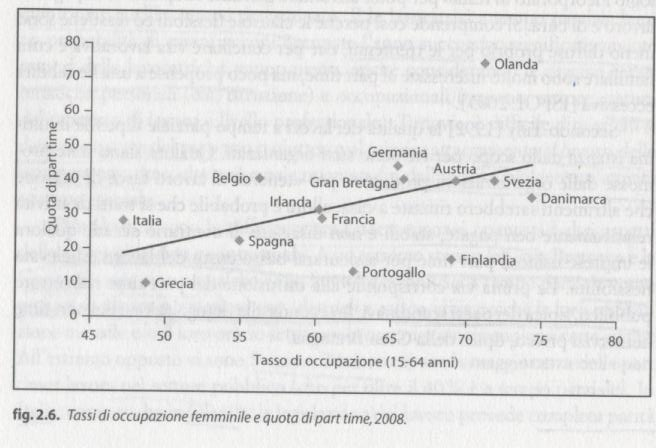 80
70
60
50
40
30
20
10
0
Quota di part time
Olanda
Germania
Austria
Belgio
Gran Bretagna
Svezia
Irlanda
Danimarca
Italia
Francia
Spagna
Finlandia
Portogallo
Grecia
45
50
55
60
65
70
75
80
Tasso di occupazione (15-64 anni)
fig. 2.6. Tassi di occupazione femminile e quota di part time, 2008.